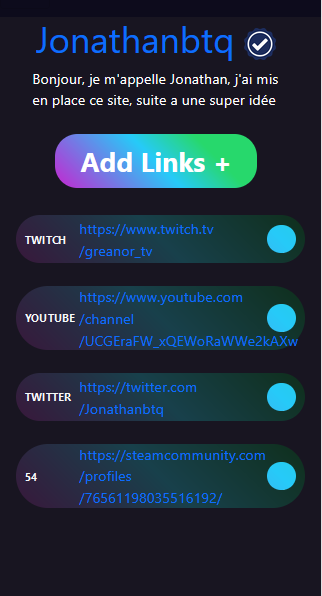 Jonathanbtq
Bonjour, je m'appelle Jonathan, j'ai mis
en place ce site, suite a une super idée
Add Links +
TWITCH
https://www.twitch.tv
/greanor_tv
YOUTUBE
https://www.youtube.com
/channel
/UCGEraFW_xQEWoRaWWe2kAXw
TWITTER
https://twitter.com
/Jonathanbtq
54
https://steamcommunity.com
/profiles
/76561198035516192/